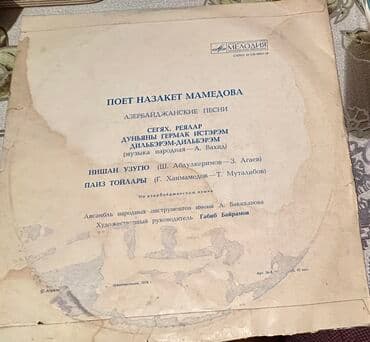 МЕЛОДИЯ
ПОЕТ НАЗАКЕТ МАМЕДОВА
АЗЕРБАЙДЖАНСКИЕ ПЕСНИ
СЕГЯХ, РЕЯЛАР
ДУНЬЯНЫ ГЕРМАК ИСТЭРЭМ
ДИЛЬБЭРЭМ-ДИЛЬБЭРЭМ
(музыка народная — А. Вахид)
НИШАН УЗУГЮ (Ш. Абдулкеримов — З. Агаев)
ПАИЗ ТОЙЛАРЫ (Г. Ханмамедов — Т. Муталибов)
На азербайджанском языке
Ансамбль народных инструментов имени А. Бакиханова
Художественный руководитель Габиб Байрамов